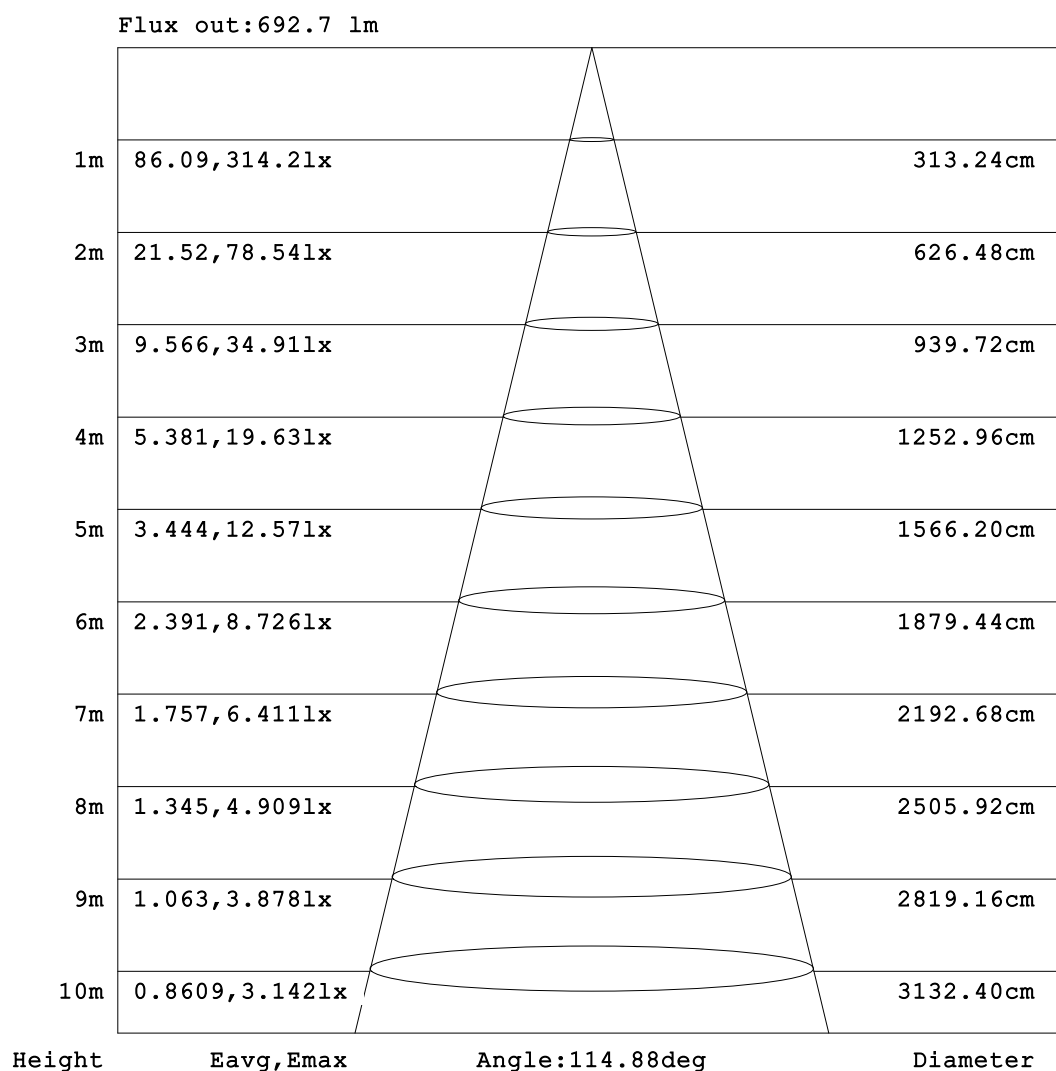 Flux out:692.7 lm
1m 86.09,314.2lx 313.24cm
2m 21.52,78.54lx 626.48cm
3m 9.566,34.91lx 939.72cm
4m 5.381,19.63lx 1252.96cm
5m 3.444,12.57lx 1566.20cm
6m 2.391,8.726lx 1879.44cm
7m 1.757,6.411lx 2192.68cm
8m 1.345,4.909lx 2505.92cm
9m 1.063,3.878lx 2819.16cm
10m 0.8609,3.142lx 3132.40cm
Height Eavg,Emax Angle:114.88deg Diameter